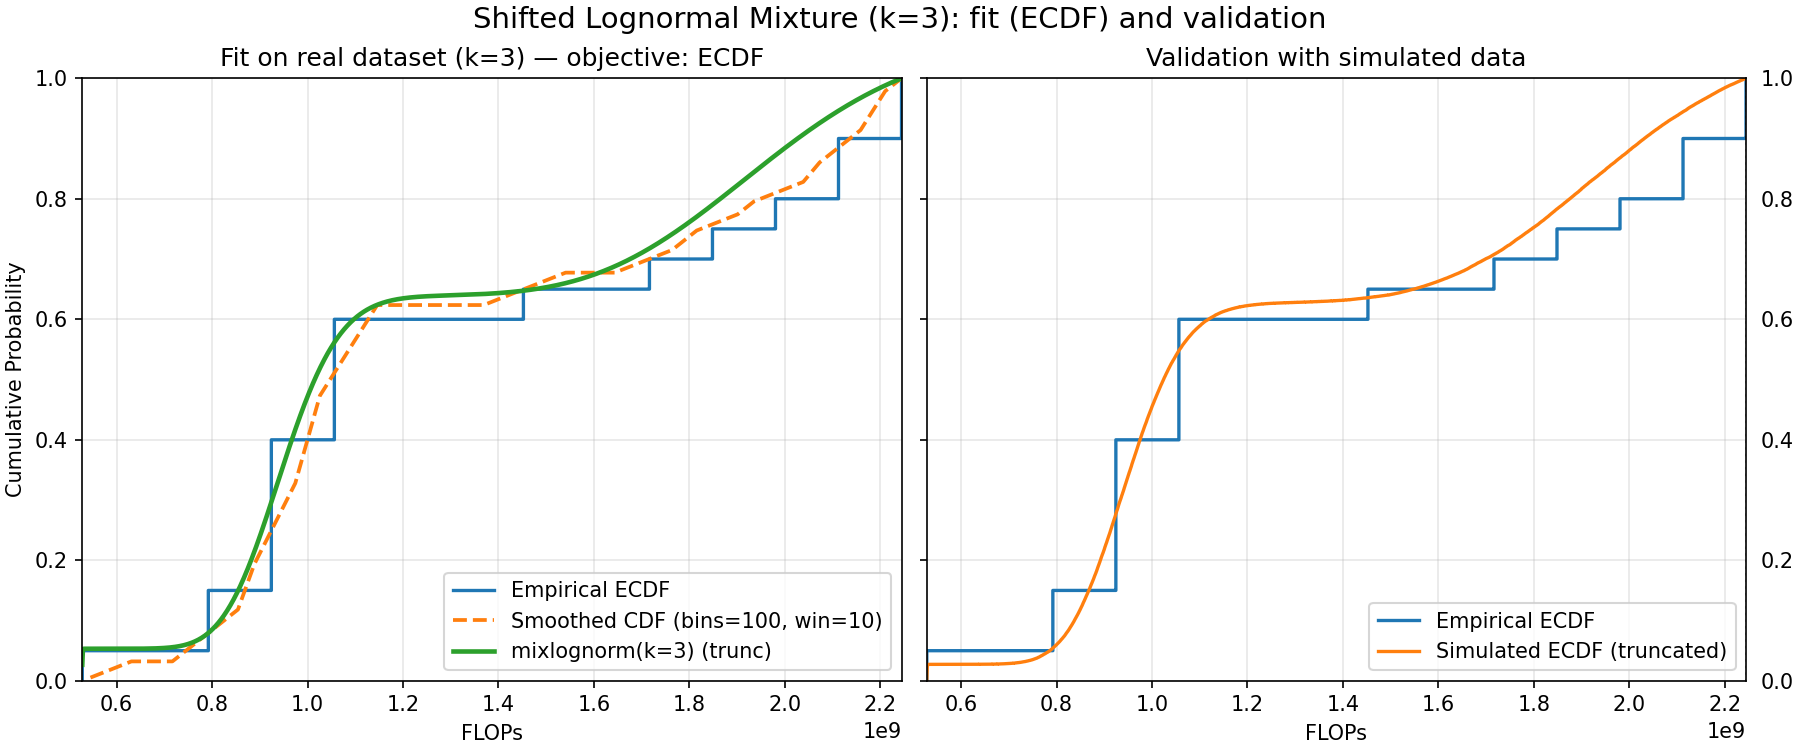 Shifted Lognormal Mixture (k=3): fit (ECDF) and validation
Fit on real dataset (k=3) — objective: ECDF
Cumulative Probability
1.0
0.8
0.6
0.4
0.2
0.0
0.6 0.8 1.0 1.2 1.4 1.6 1.8 2.0 2.2
1e9
FLOPs
Empirical ECDF
Smoothed CDF (bins=100, win=10)
mixlognorm(k=3) (trunc)
Validation with simulated data
1.0
0.8
0.6
0.4
0.2
0.0
0.6 0.8 1.0 1.2 1.4 1.6 1.8 2.0 2.2
1e9
FLOPs
Empirical ECDF
Simulated ECDF (truncated)